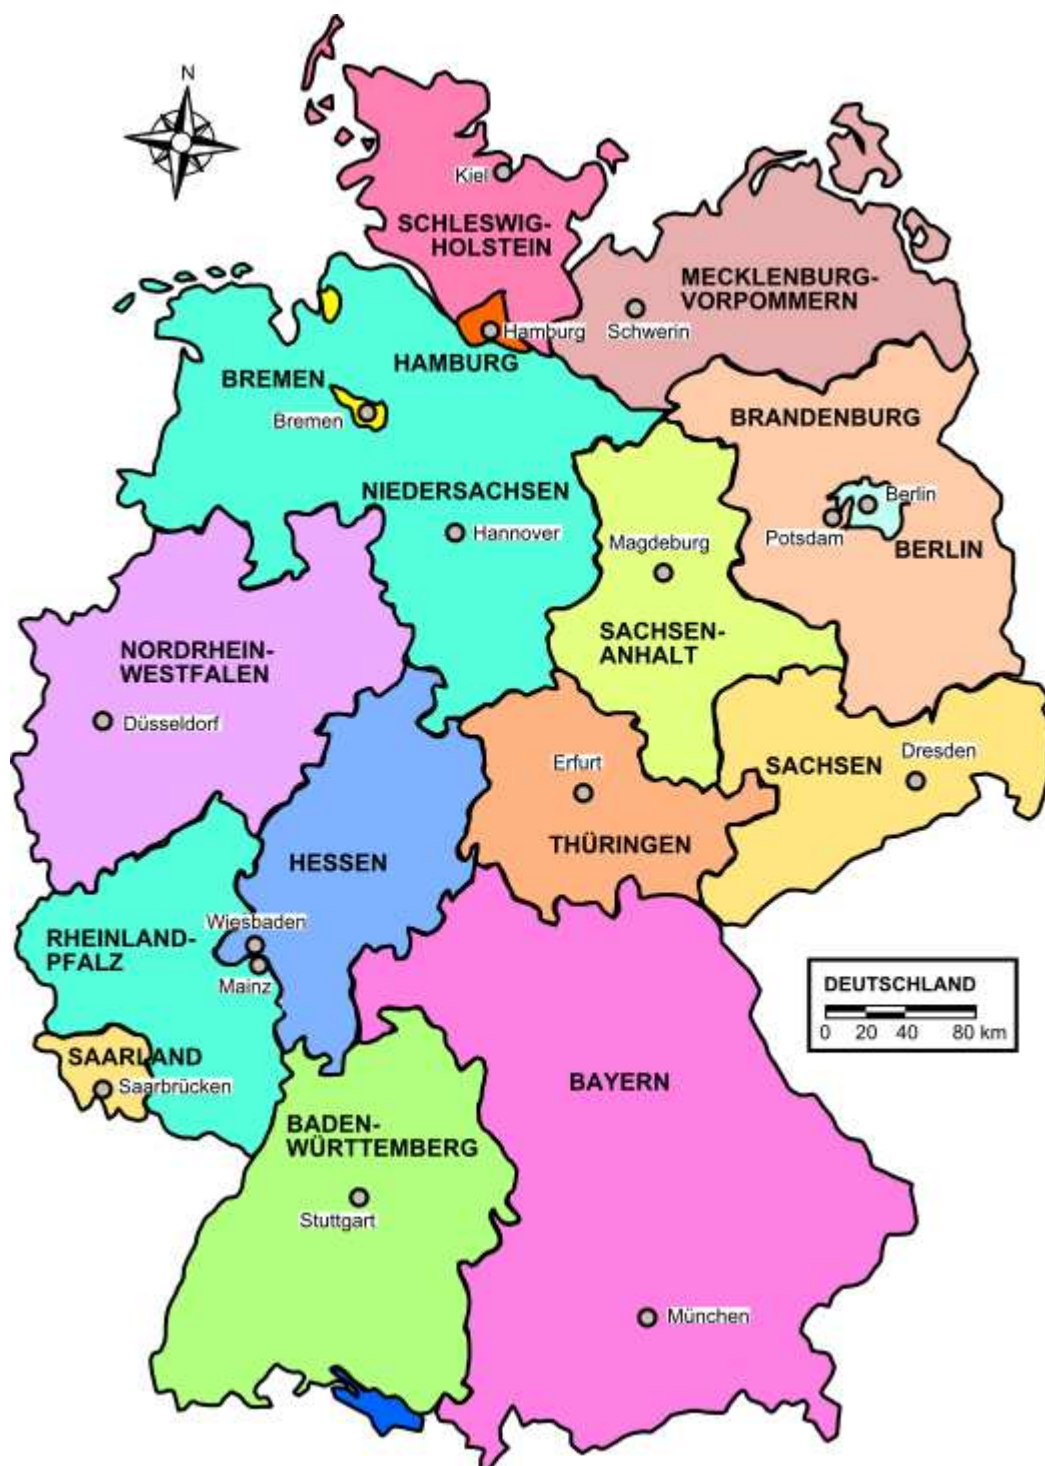 N
Kiel
SCHLESWIG-
HOLSTEIN
MECKLENBURG-
VORPOMMERN
Schwerin
Hamburg
HAMBURG
BREMEN
Bremen
BRANDENBURG
NIEDERSACHSEN
Hannover
Berlin
Potsdam
BERLIN
Magdeburg
SACHSEN-
ANHALT
NORDRHEIN-
WESTFALEN
Düsseldorf
Erfurt
THÜRINGEN
SACHSEN
Dresden
HESSEN
Wiesbaden
Mainz
RHEINLAND-
PFALZ
SAARLAND
Saarbrücken
DEUTSCHLAND
0 20 40 80 km
BAYERN
BADEN-
WÜRTTEMBERG
Stuttgart
München